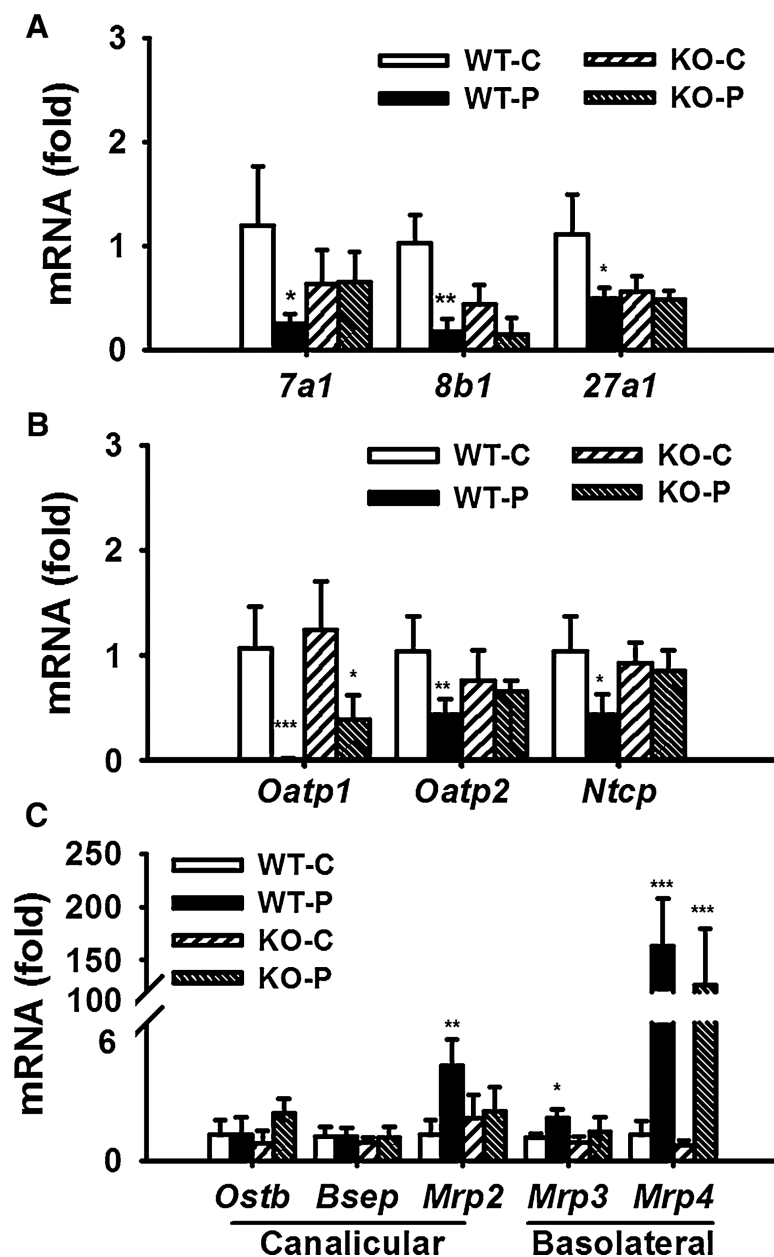 A
3
2
1
0
mRNA (fold)
WT-C
KO-C
WT-P
KO-P
*
**
*
7a1
8b1
27a1
B
3
2
1
0
mRNA (fold)
WT-C
KO-C
WT-P
KO-P
***
*
**
*
Oatp1
Oatp2
Ntcp
C
250
200
150
100
6
0
mRNA (fold)
WT-C
WT-P
KO-C
KO-P
**
*
***
***
Ostb
Bsep
Mrp2
Mrp3
Mrp4
Canalicular
Basolateral